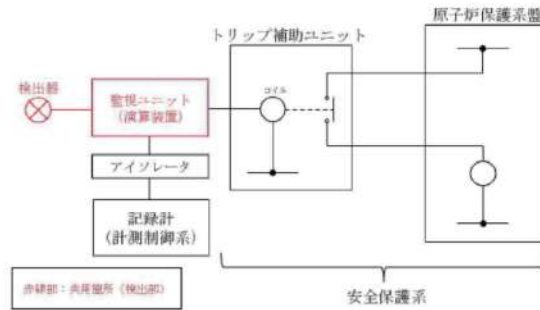 原子炉保護系盤
トリップ補助ユニット
検出器
監視ユニット
(演算装置)
コイル
アイソレータ
記録計
(計測制御系)
赤線部：共用箇所（検出部）
安全保護系